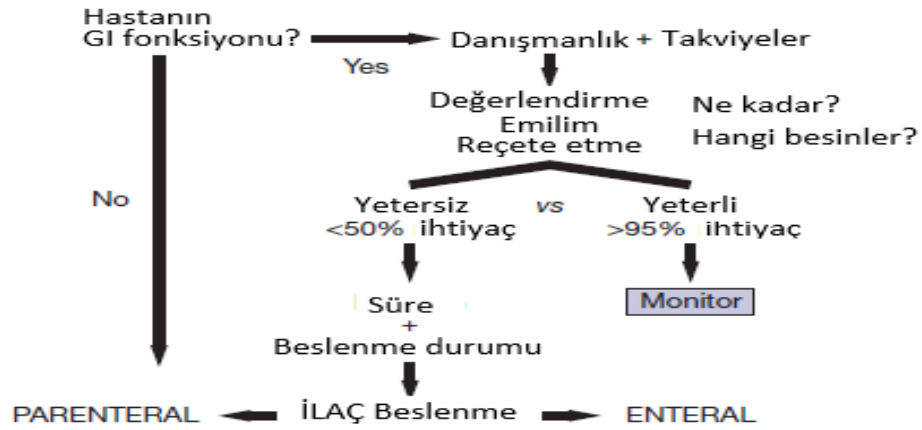 Hastanın
GI fonksiyonu?
Yes
Danışmanlık + Takviyeler
Değerlendirme
Emilim
Reçete etme
Ne kadar?
Hangi besinler?
No
Yetersiz
<50% ihtiyaç
vs
Yeterli
>95% ihtiyaç
Süre
+
Beslenme durumu
Monitor
PARENTERAL
İLAÇ Beslenme
ENTERAL